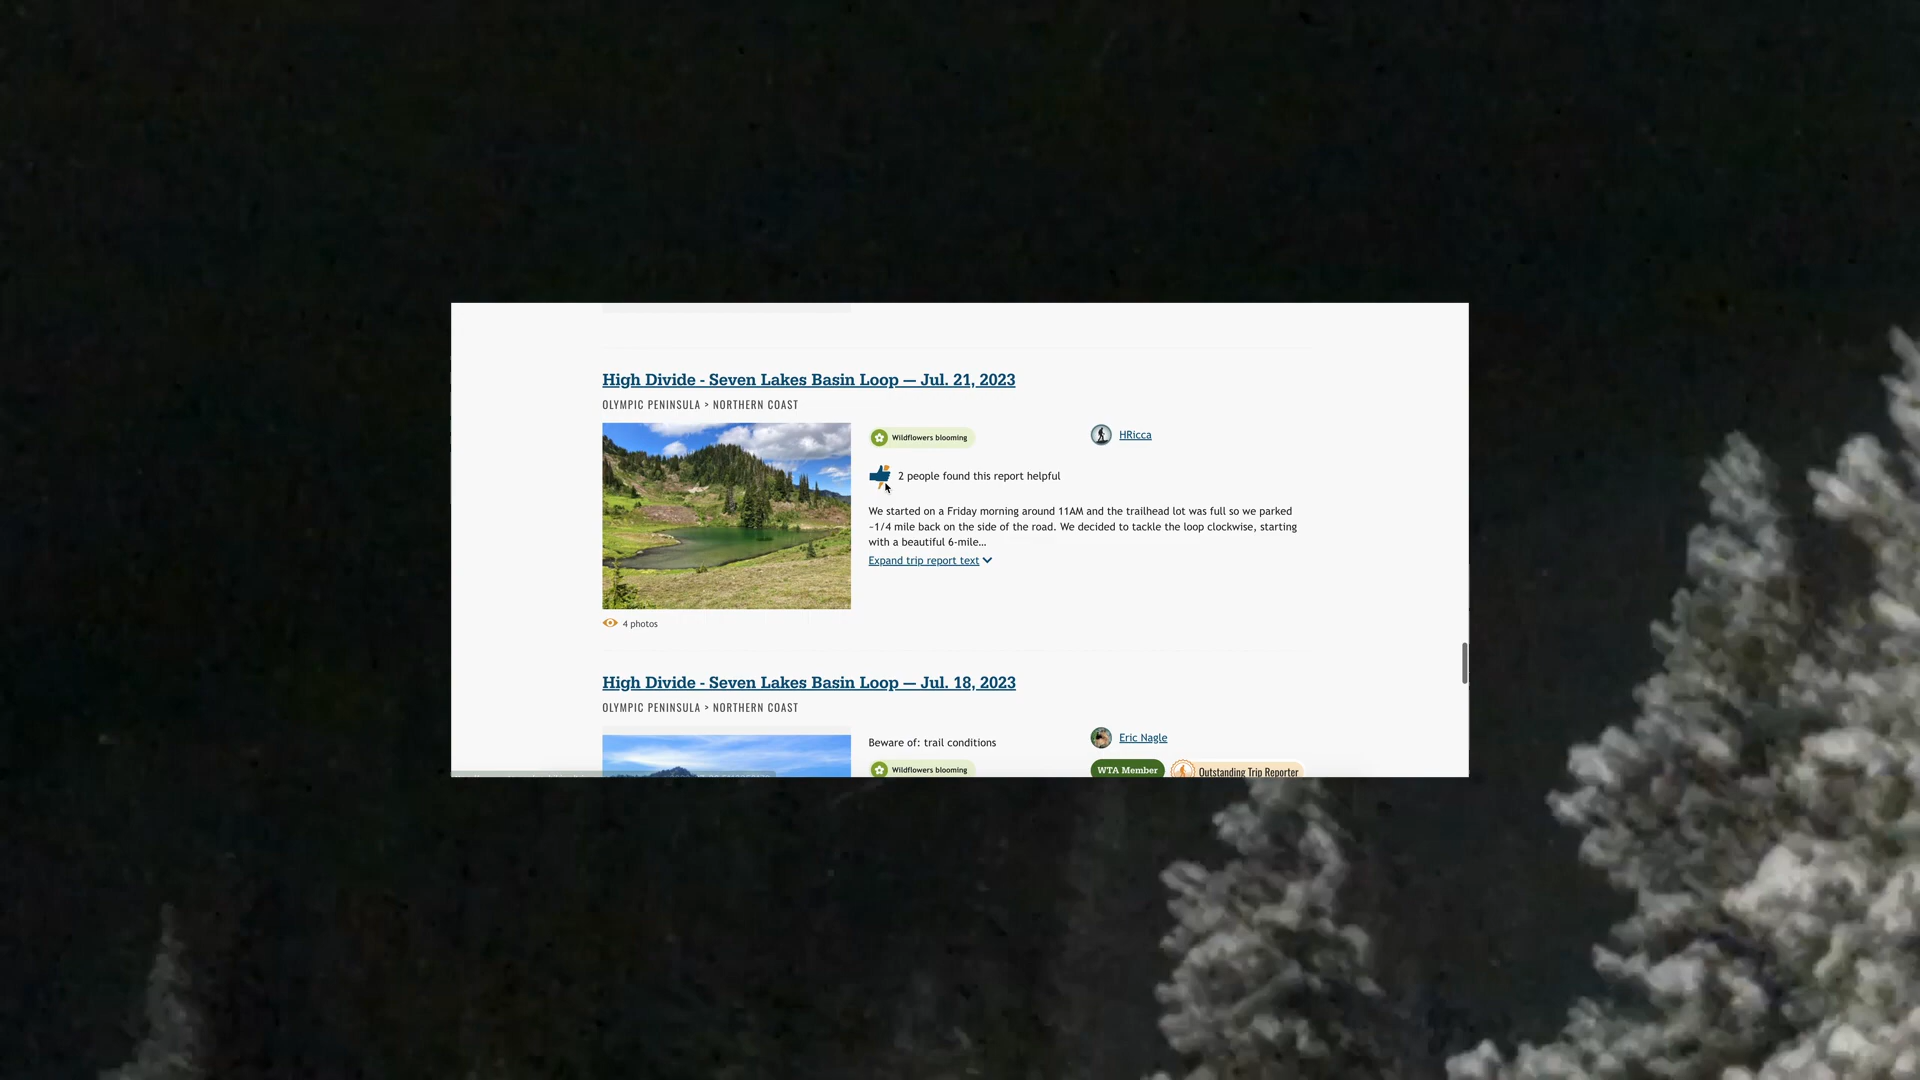 High Divide - Seven Lakes Basin Loop — Jul. 21, 2023
OLYMPIC PENINSULA > NORTHERN COAST
Wildflowers blooming
HRicca
2 people found this report helpful
We started on a Friday morning around 11AM and the trailhead lot was full so we parked
~1/4 mile back on the side of the road. We decided to tackle the loop clockwise, starting
with a beautiful 6-mile...
Expand trip report text
4 photos
High Divide - Seven Lakes Basin Loop — Jul. 18, 2023
OLYMPIC PENINSULA > NORTHERN COAST
Beware of: trail conditions
Eric Nagle
Wildflowers blooming
WTA Member
Outstanding Trip Reporter